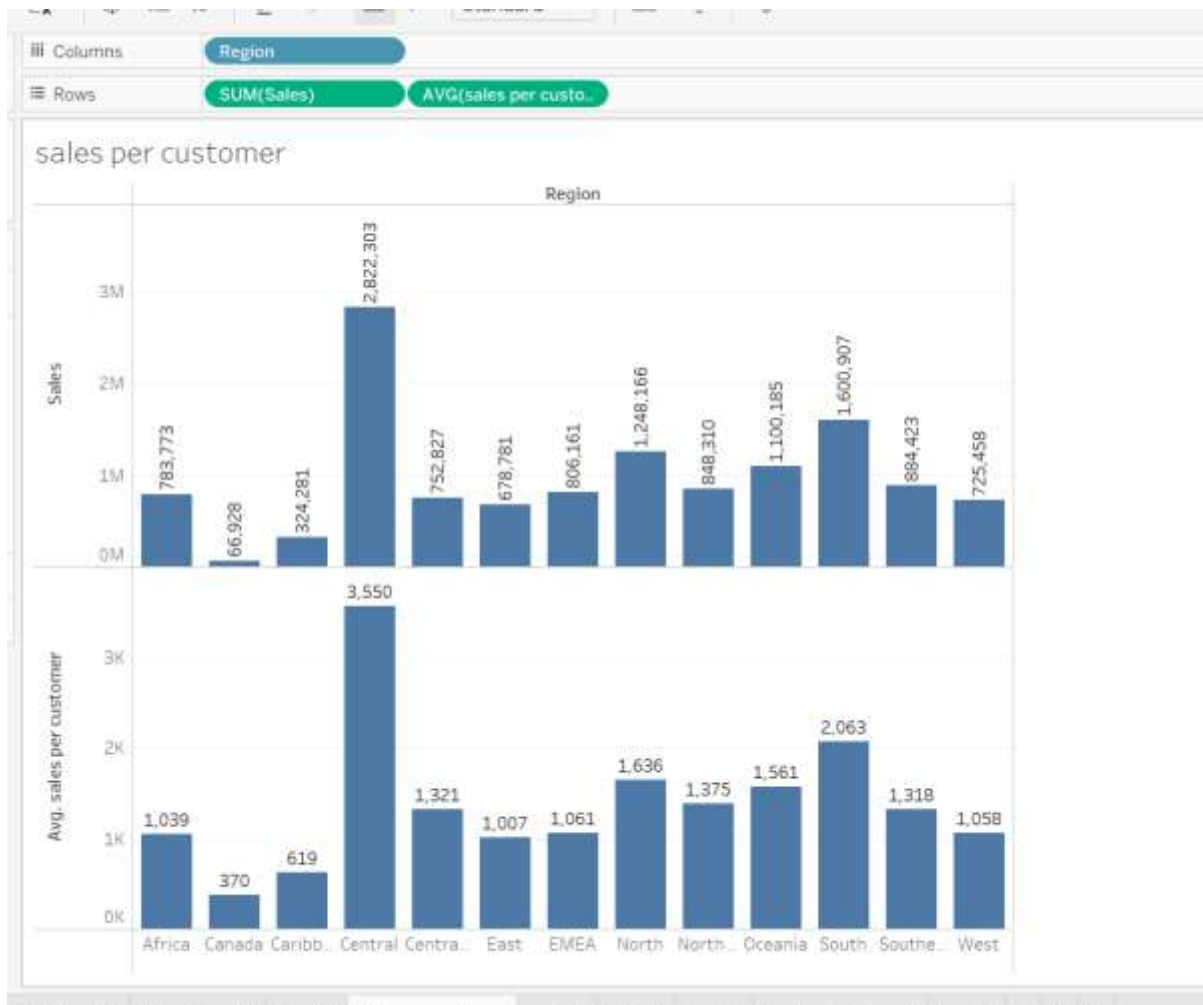 Columns Region
Rows SUM(Sales) AVG(sales per custo..
sales per customer
Region
Sales
3M
2M
1M
0M
783,773
66,928
324,281
2,822,303
752,827
678,781
806,161
1,248,166
848,310
1,100,185
1,600,907
884,423
725,458
Avg. sales per customer
3K
2K
1K
0K
1,039
370
619
3,550
1,321
1,007
1,061
1,636
1,375
1,561
2,063
1,318
1,058
Africa Canada Caribb.. Central Centra.. East EMEA North North .. Oceania South Southe.. West